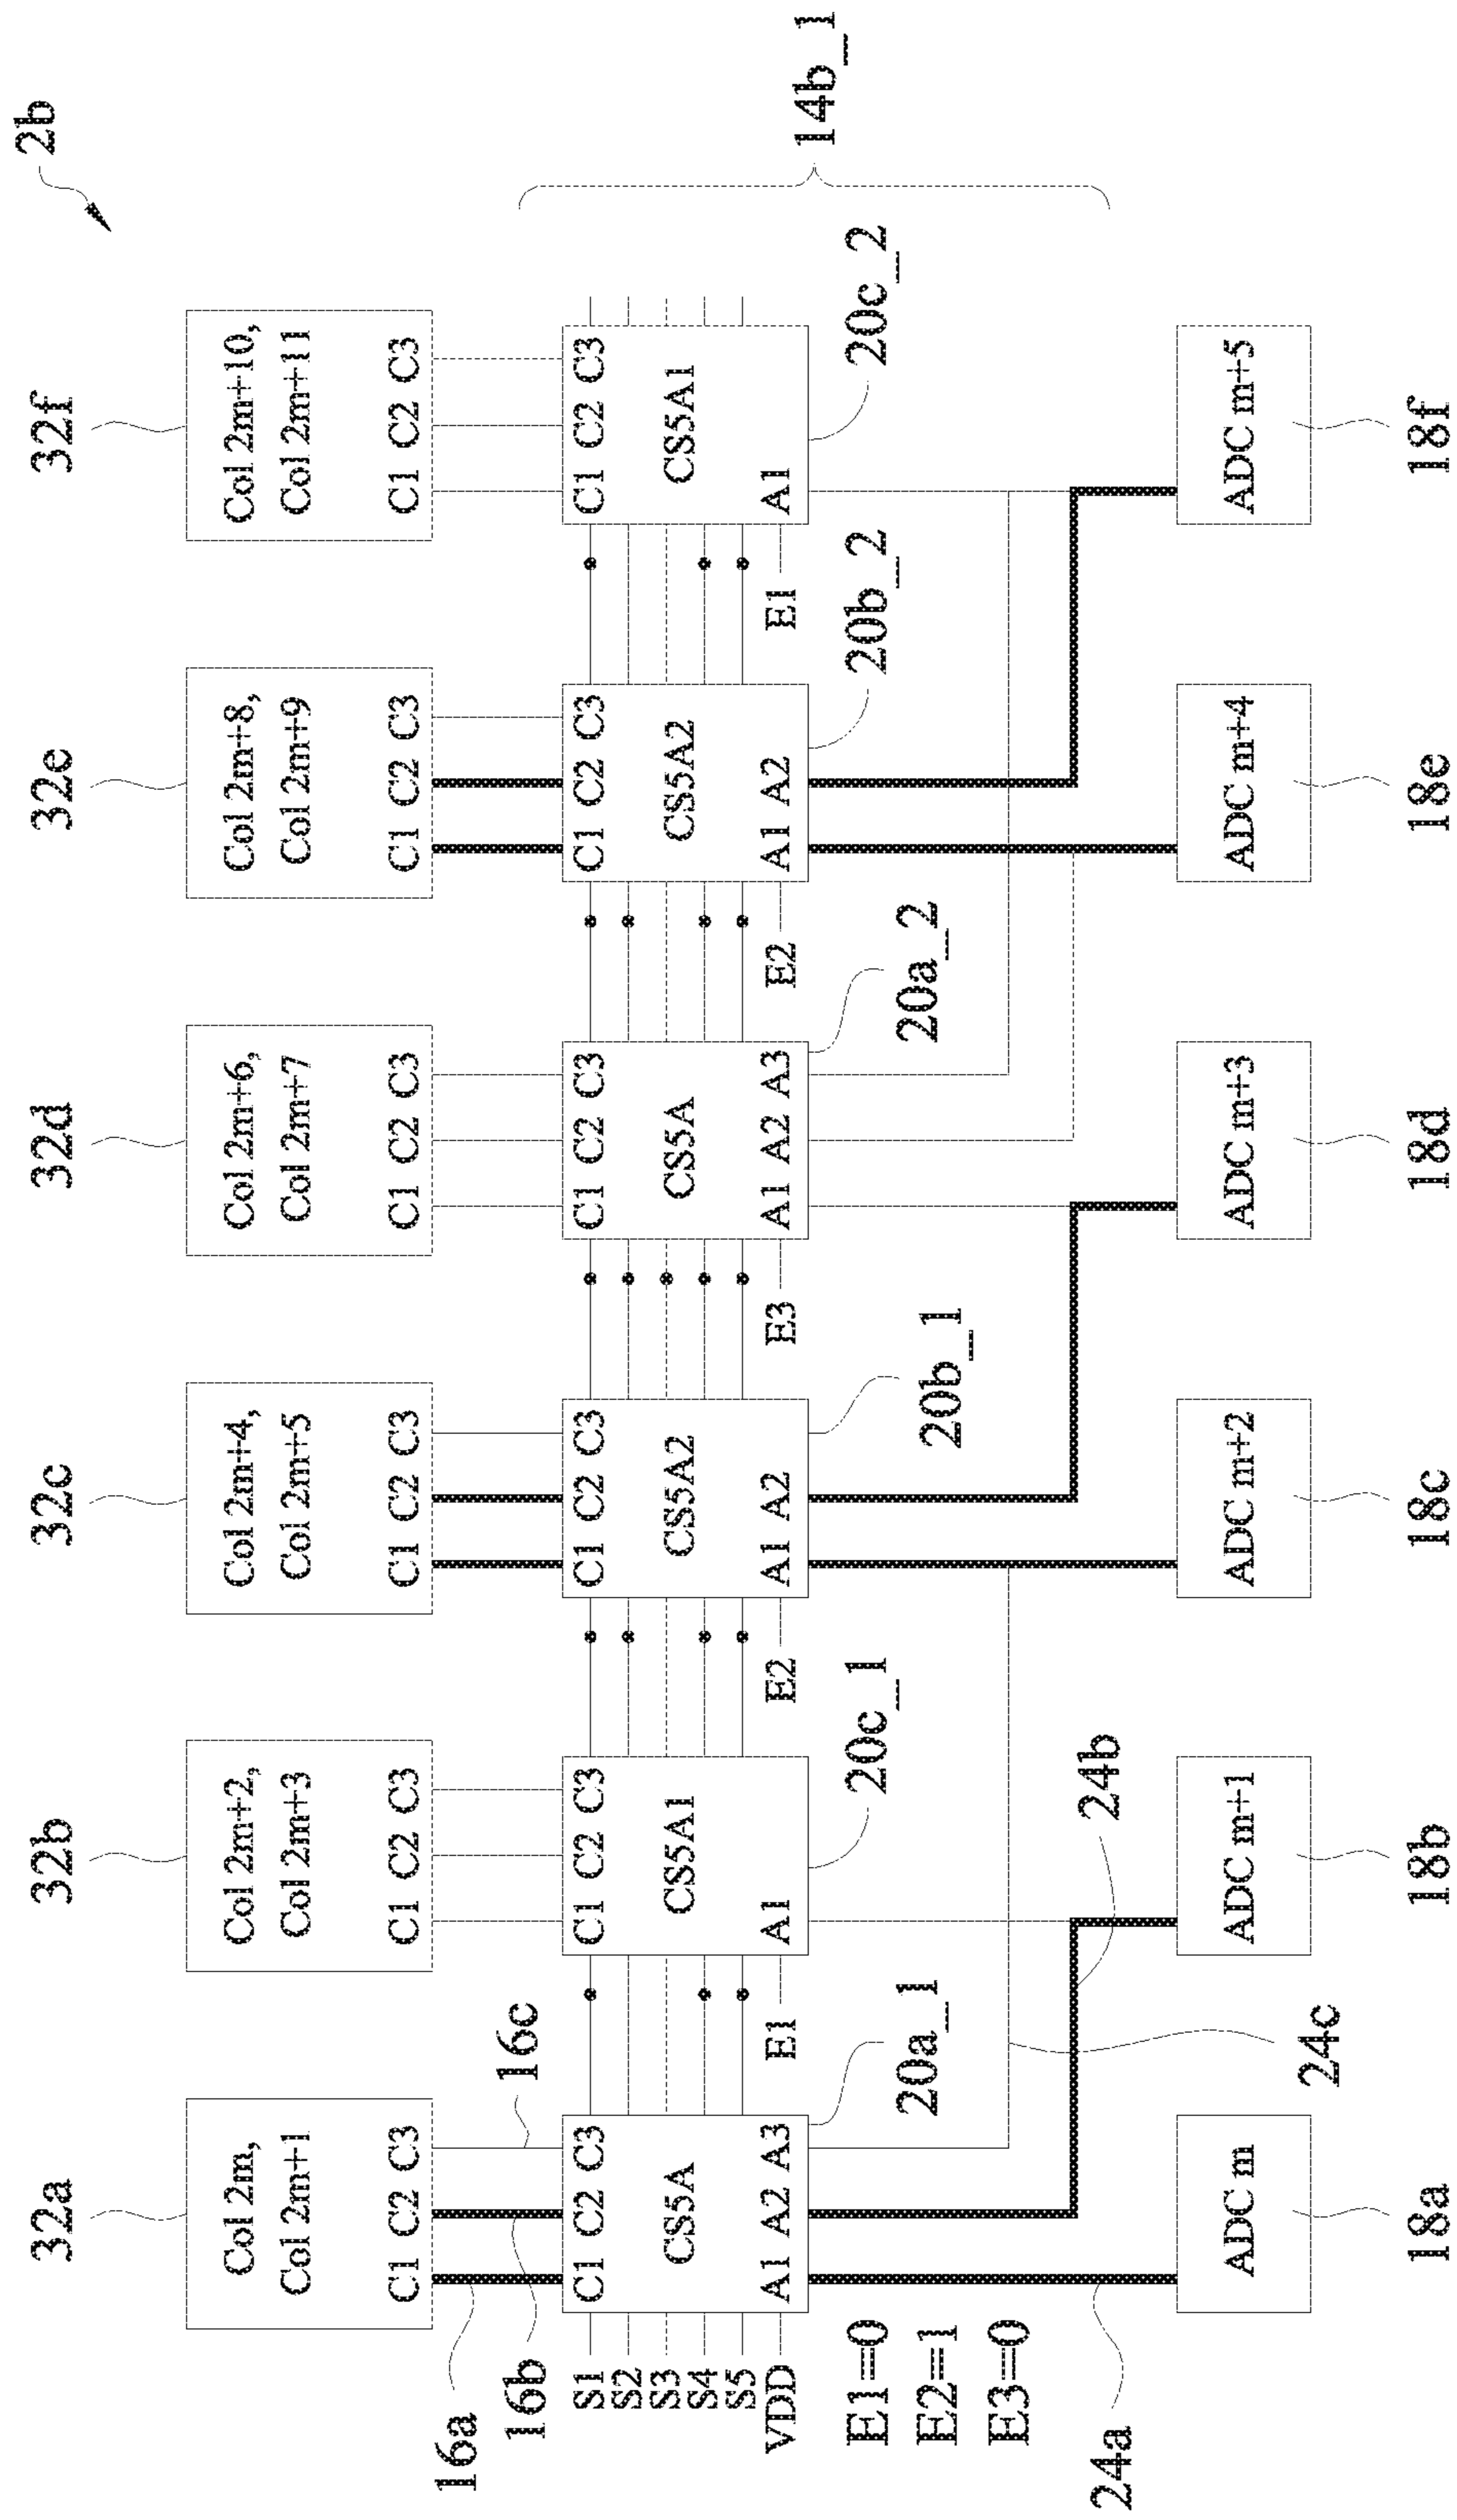 2b
32a 32b 32c 32d 32e 32f
Col 2m, Col 2m+2, Col 2m+4, Col 2m+6, Col 2m+8, Col 2m+10,
Col 2m+1 Col 2m+3 Col 2m+5 Col 2m+7 Col 2m+9 Col 2m+11
C1 C2 C3 C1 C2 C3 C1 C2 C3 C1 C2 C3 C1 C2 C3 C1 C2 C3
16a
16b
16c
S1 C1 C2 C3 C1 C2 C3 C1 C2 C3 C1 C2 C3 C1 C2 C3 C1 C2 C3
S2
S3
S4
S5
CS5A CS5A1 CS5A2 CS5A CS5A2 CS5A1
VDD A1 A2 A3 E1 A1 E2 A1 A2 E3 A1 A2 A3 E2 A1 A2 E1 A1
14b_1
E1=0
E2=1
E3=0
20a_1 20c_1 20b_1 20a_2 20b_2 20c_2
24a
24b
24c
ADC m ADC m+1 ADC m+2 ADC m+3 ADC m+4 ADC m+5
18a 18b 18c 18d 18e 18f